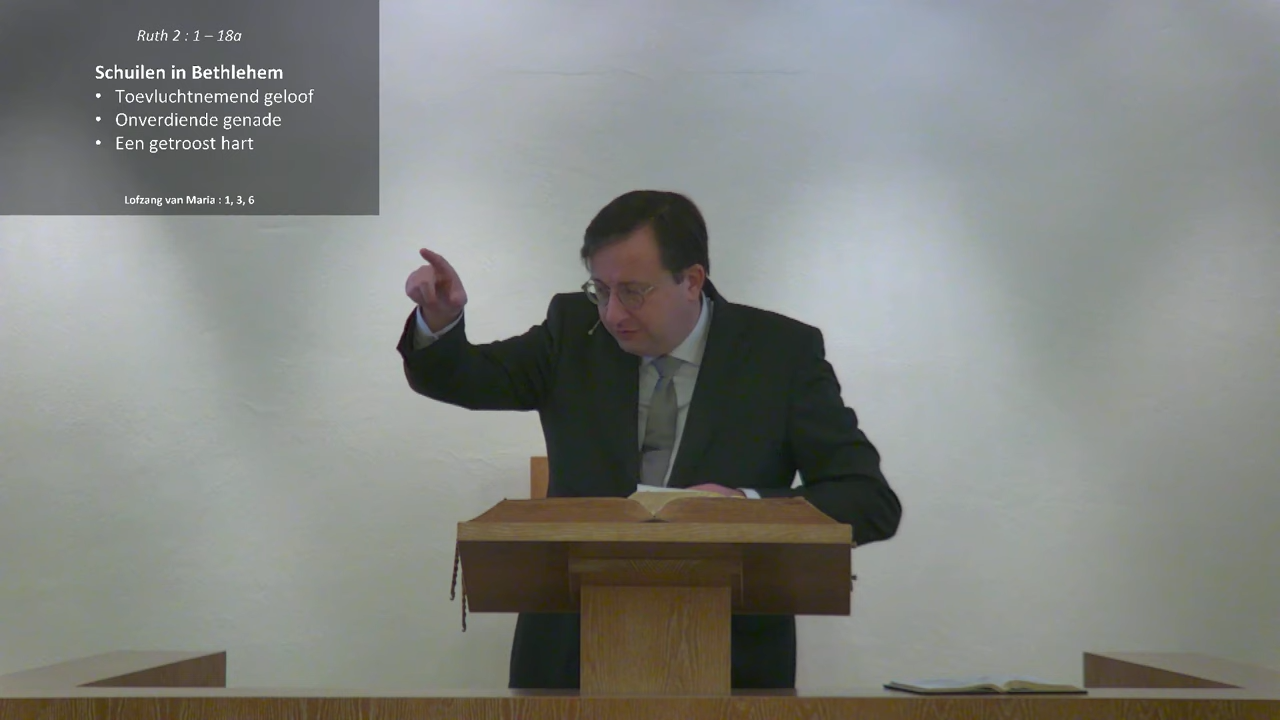 Ruth 2 : 1 – 18a
Schuilen in Bethlehem
• Toevluchtnemend geloof
• Onverdiende genade
• Een getroost hart
Lofzang van Maria : 1, 3, 6